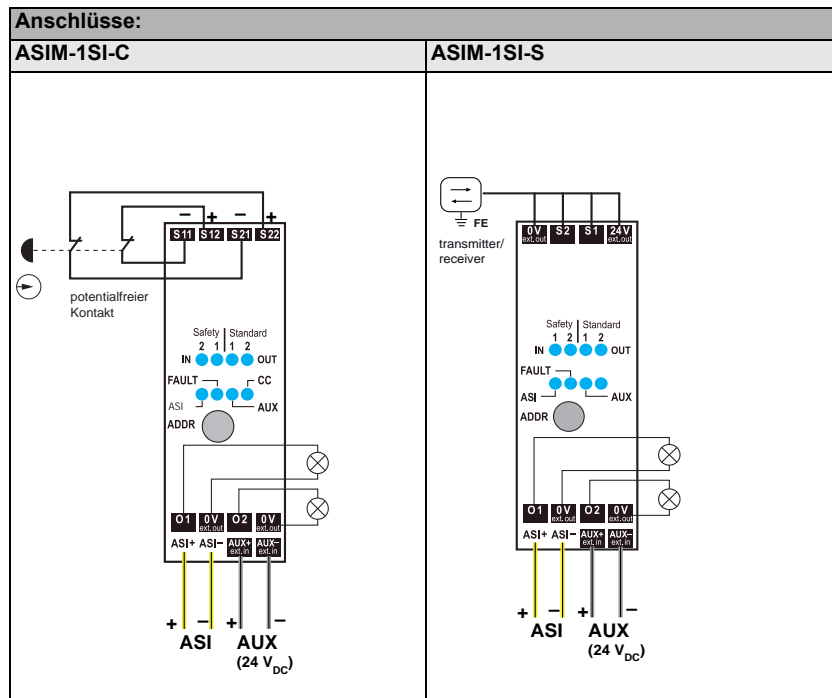 Anschlüsse:
ASIM-1SI-C
ASIM-1SI-S
– + – +
S11 S12 S21 S22
potentialfreier
Kontakt
Safety Standard
2 1 1 2
IN OUT
FAULT CC
ASI AUX
ADDR
O1 0V ext.out O2 0V ext.out
ASI+ ASI– AUX+ ext.in AUX– ext.in
+ – + –
ASI AUX
(24 VDC)
FE
transmitter/
receiver
0V ext.out S2 S1 24V ext.out
Safety Standard
1 2 1 2
IN OUT
FAULT
ASI AUX
ADDR
O1 0V ext.out O2 0V ext.out
ASI+ ASI– AUX+ ext.in AUX– ext.in
+ – + –
ASI AUX
(24 VDC)